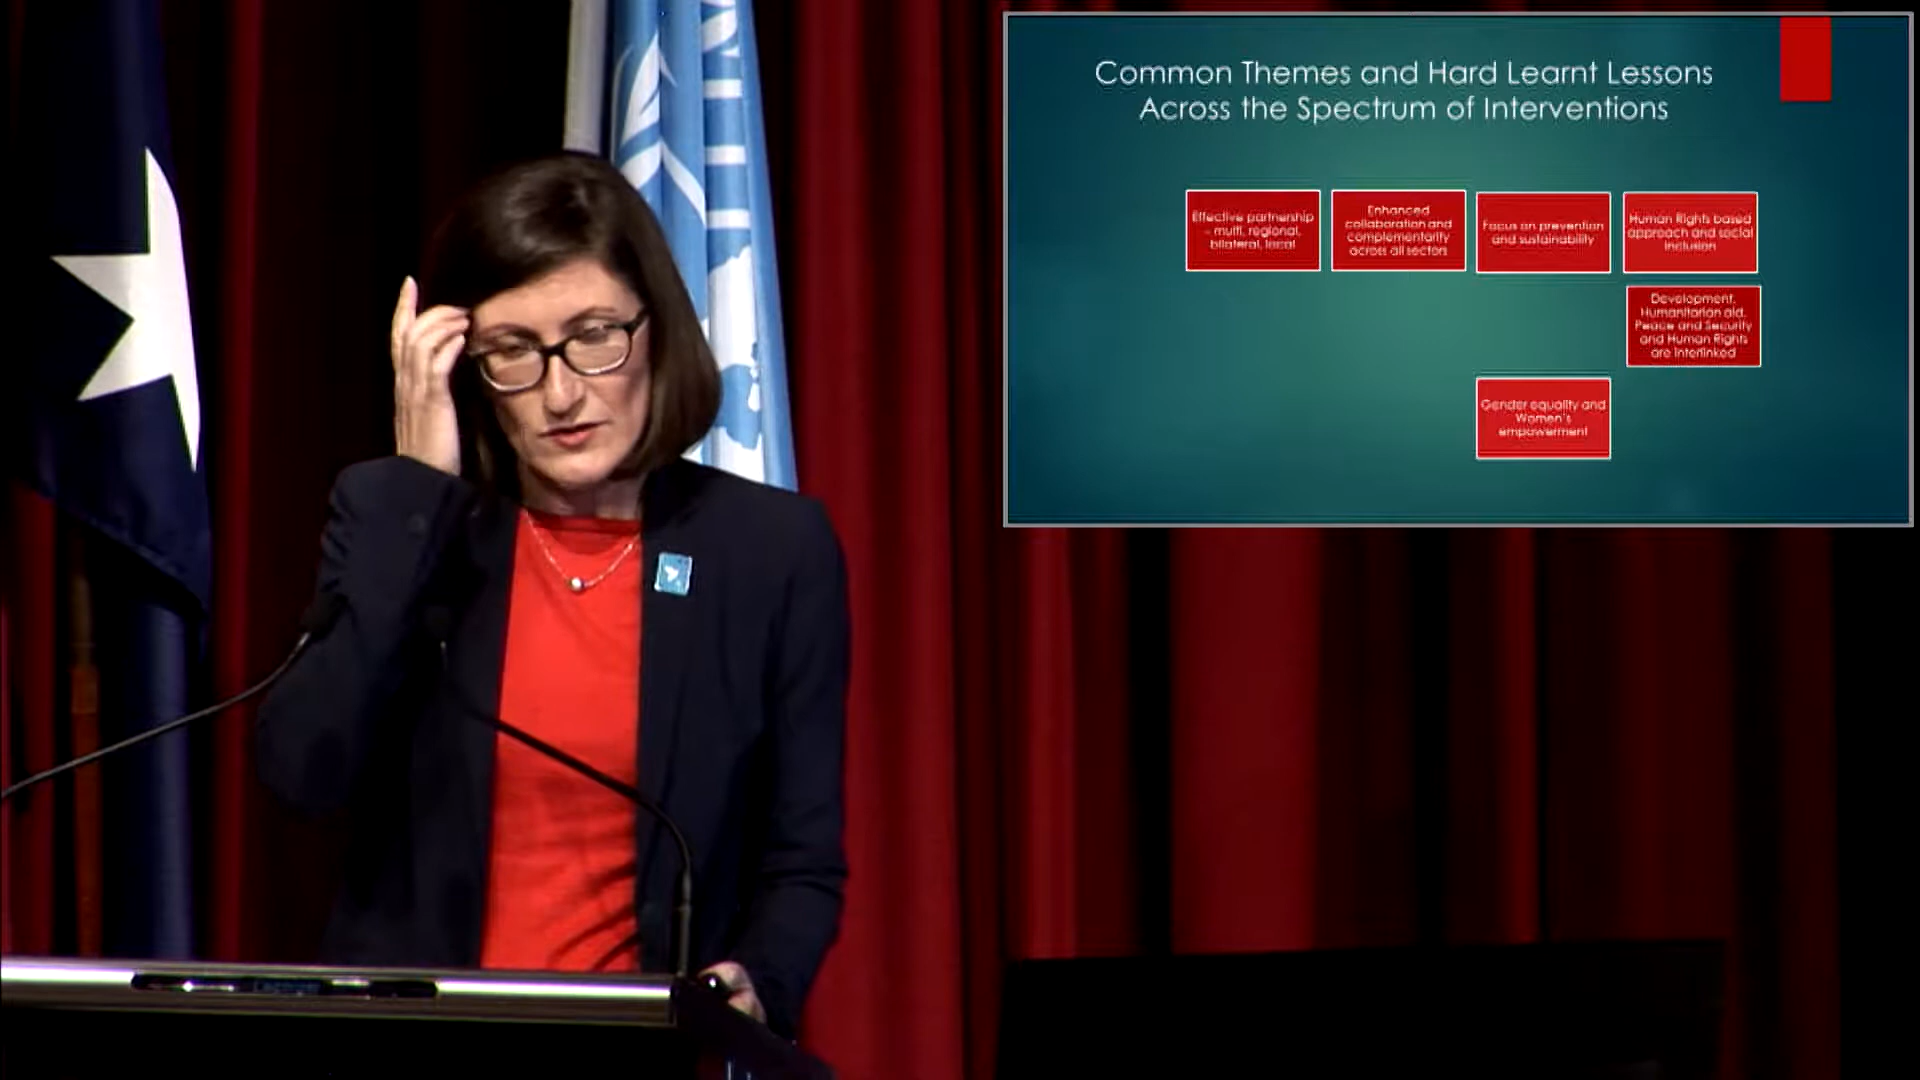 Common Themes and Hard Learnt Lessons
Across the Spectrum of Interventions
Effective partnership
– multi, regional,
bilateral, local
Enhanced
collaboration and
complementarity
across all sectors
Focus on prevention
and sustainability
Human Rights based
approach and social
inclusion
Development,
Humanitarian aid,
Peace and Security
and Human Rights
are interlinked
Gender equality and
Women's
empowerment